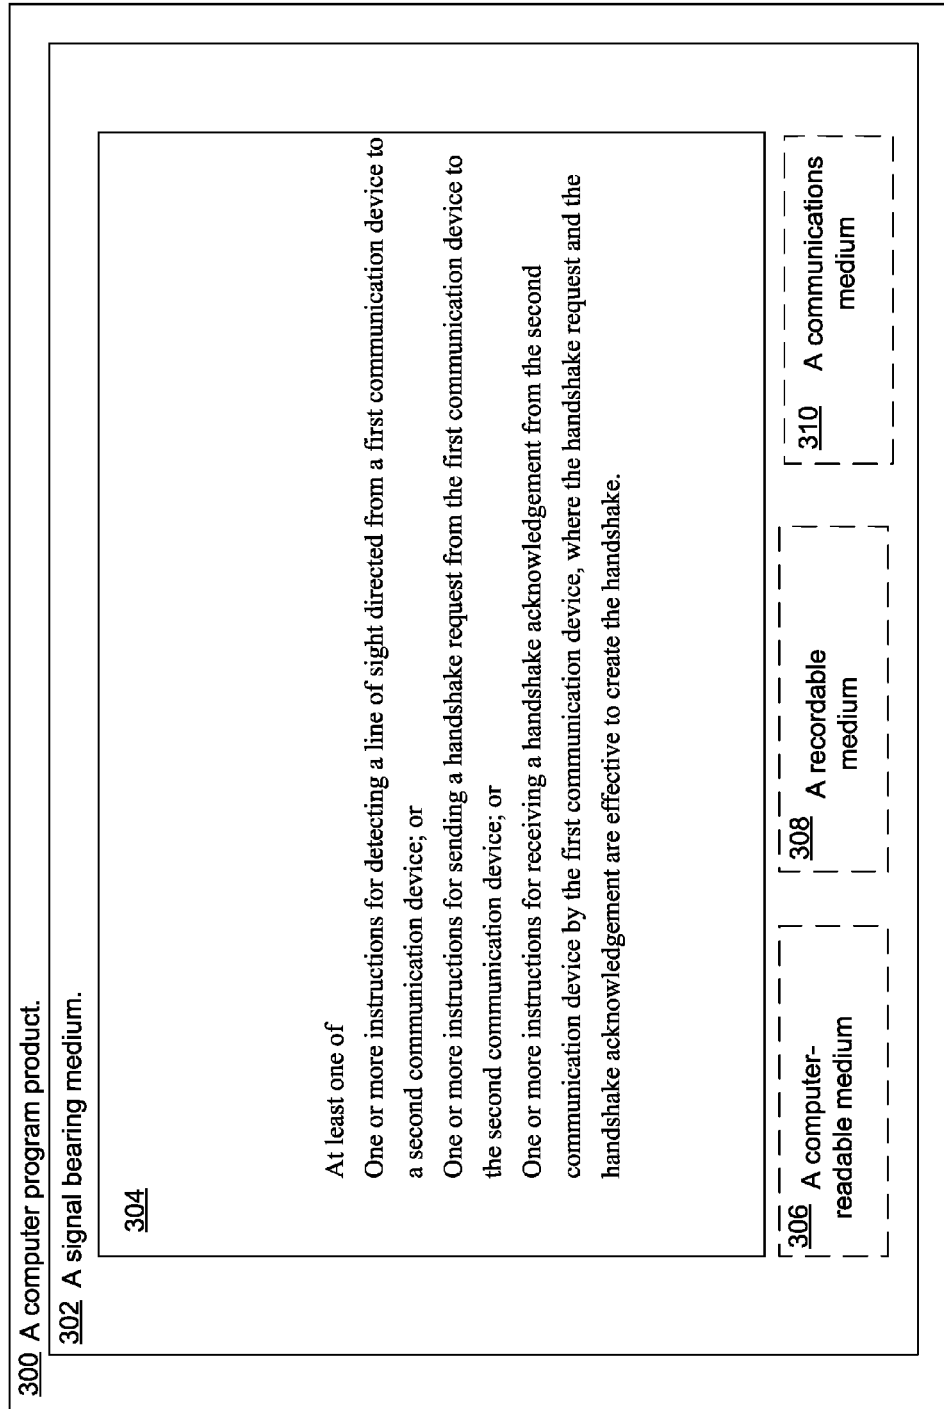 300 A computer program product.
302 A signal bearing medium.
304
At least one of
One or more instructions for detecting a line of sight directed from a first communication device to
a second communication device; or
One or more instructions for sending a handshake request from the first communication device to
the second communication device; or
One or more instructions for receiving a handshake acknowledgement from the second
communication device by the first communication device, where the handshake request and the
handshake acknowledgement are effective to create the handshake.
306 A computer-
readable medium
308 A recordable
medium
310 A communications
medium